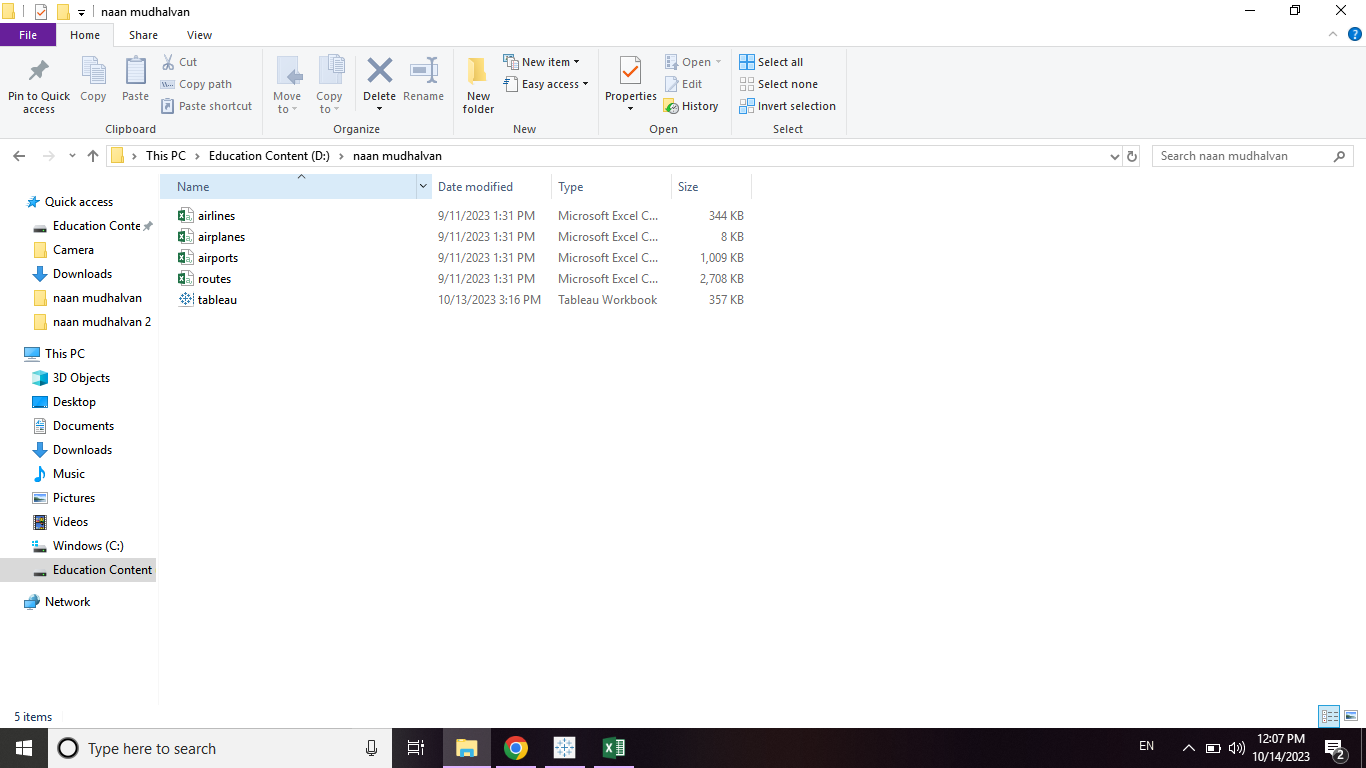 naan mudhalvan
File Home Share View
Pin to Quick access
Copy
Paste
Cut
Copy path
Paste shortcut
Clipboard
Move to
Copy to
Delete
Rename
Organize
New folder
New item
Easy access
New
Properties
Open
Edit
History
Open
Select all
Select none
Invert selection
Select
This PC > Education Content (D:) > naan mudhalvan
Search naan mudhalvan
Quick access
Education Conte
Camera
Downloads
naan mudhalvan
naan mudhalvan 2
This PC
3D Objects
Desktop
Documents
Downloads
Music
Pictures
Videos
Windows (C:)
Education Content
Network
Name Date modified Type Size
airlines 9/11/2023 1:31 PM Microsoft Excel C... 344 KB
airplanes 9/11/2023 1:31 PM Microsoft Excel C... 8 KB
airports 9/11/2023 1:31 PM Microsoft Excel C... 1,009 KB
routes 9/11/2023 1:31 PM Microsoft Excel C... 2,708 KB
tableau 10/13/2023 3:16 PM Tableau Workbook 357 KB
5 items
Type here to search
EN
12:07 PM
10/14/2023
2